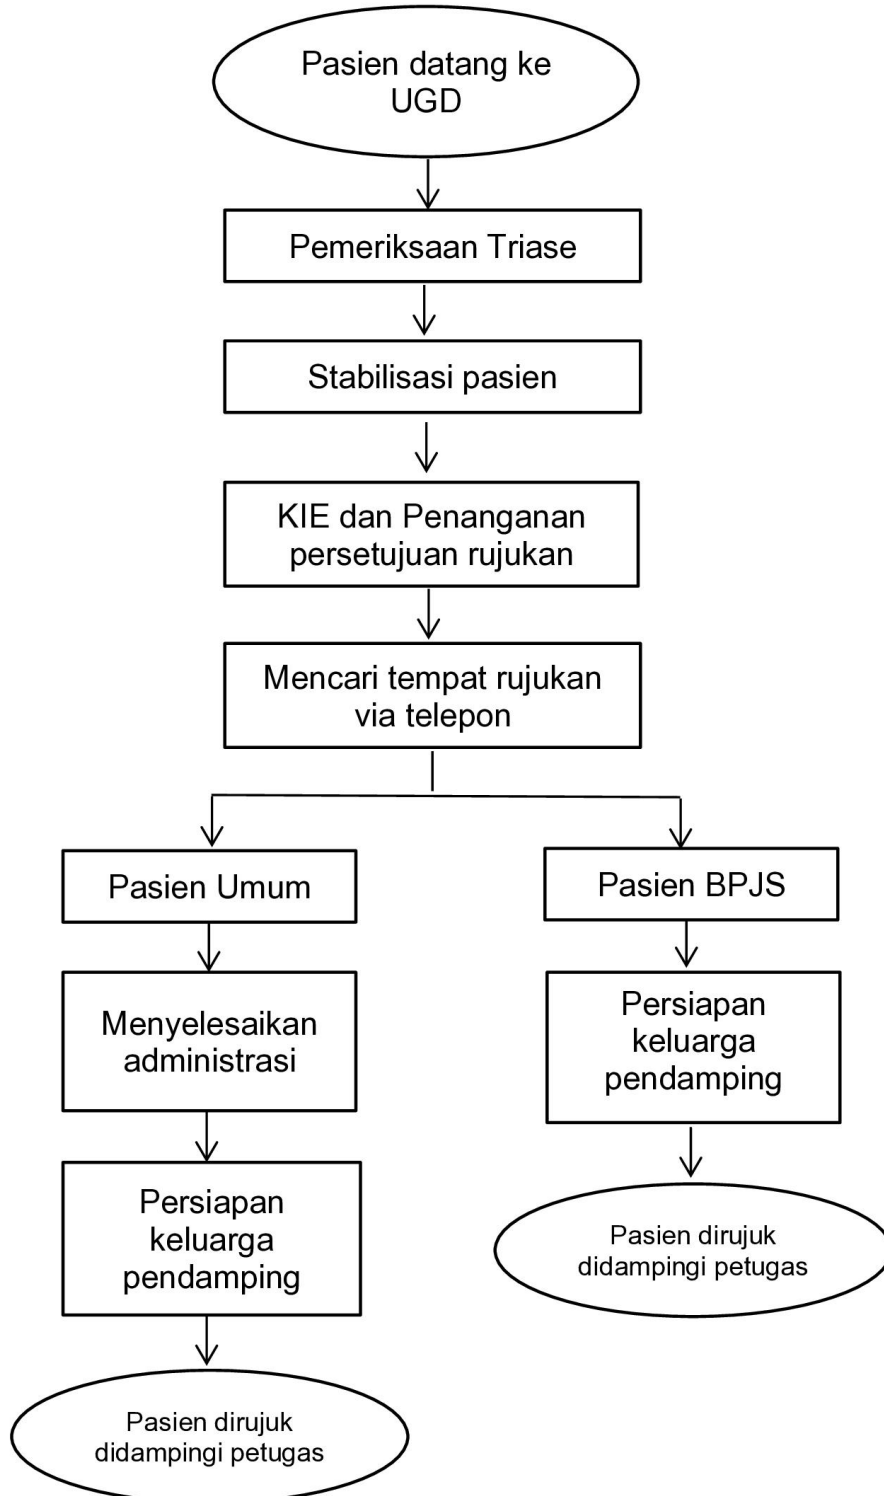 Pasien datang ke
UGD
Pemeriksaan Triase
Stabilisasi pasien
KIE dan Penanganan
persetujuan rujukan
Mencari tempat rujukan
via telepon
Pasien Umum
Menyelesaikan
administrasi
Persiapan
keluarga
pendamping
Pasien dirujuk
didampingi petugas
Pasien BPJS
Persiapan
keluarga
pendamping
Pasien dirujuk
didampingi petugas